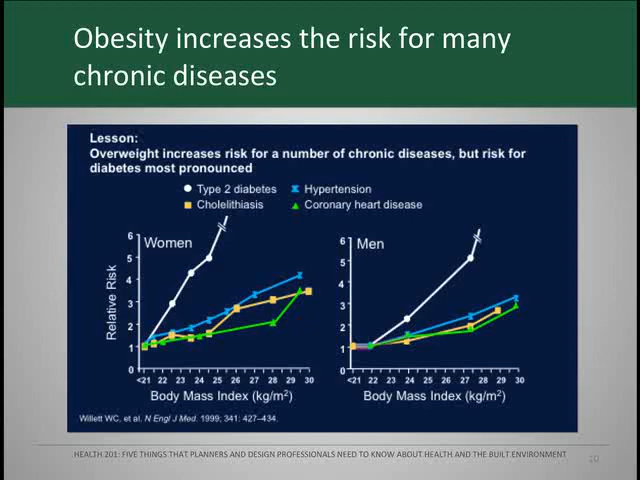 Obesity increases the risk for many
chronic diseases
Lesson:
Overweight increases risk for a number of chronic diseases, but risk for
diabetes most pronounced
Type 2 diabetes
Hypertension
Cholelithiasis
Coronary heart disease
Women
Relative Risk
6
5
4
3
2
1
0
<21 22 23 24 25 26 27 28 29 30
Body Mass Index (kg/m²)
Men
6
5
4
3
2
1
0
<21 22 23 24 25 26 27 28 29 30
Body Mass Index (kg/m²)
Willett WC, et al. N Engl J Med. 1999; 341: 427–434.
HEALTH 201: FIVE THINGS THAT PLANNERS AND DESIGN PROFESSIONALS NEED TO KNOW ABOUT HEALTH AND THE BUILT ENVIRONMENT
10